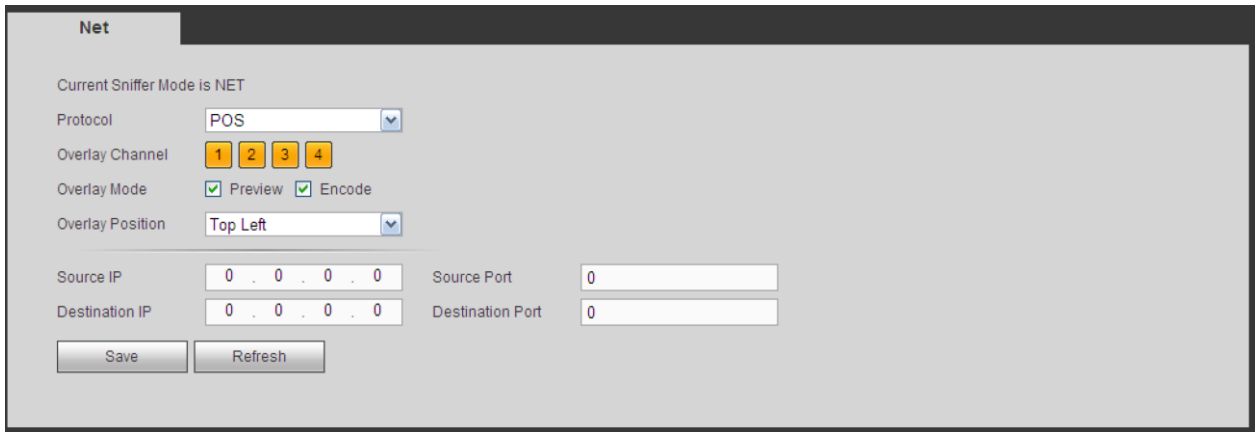 Net
Current Sniffer Mode is NET
Protocol POS
Overlay Channel 1 2 3 4
Overlay Mode Preview Encode
Overlay Position Top Left
Source IP 0 . 0 . 0 . 0 Source Port 0
Destination IP 0 . 0 . 0 . 0 Destination Port 0
Save Refresh